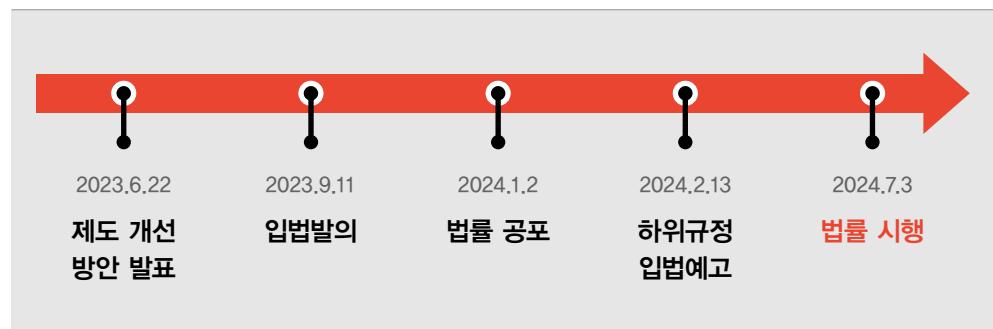 2023.6.22
제도 개선
방안 발표
2023.9.11
입법발의
2024.1.2
법률 공포
2024.2.13
하위규정
입법예고
2024.7.3
법률 시행